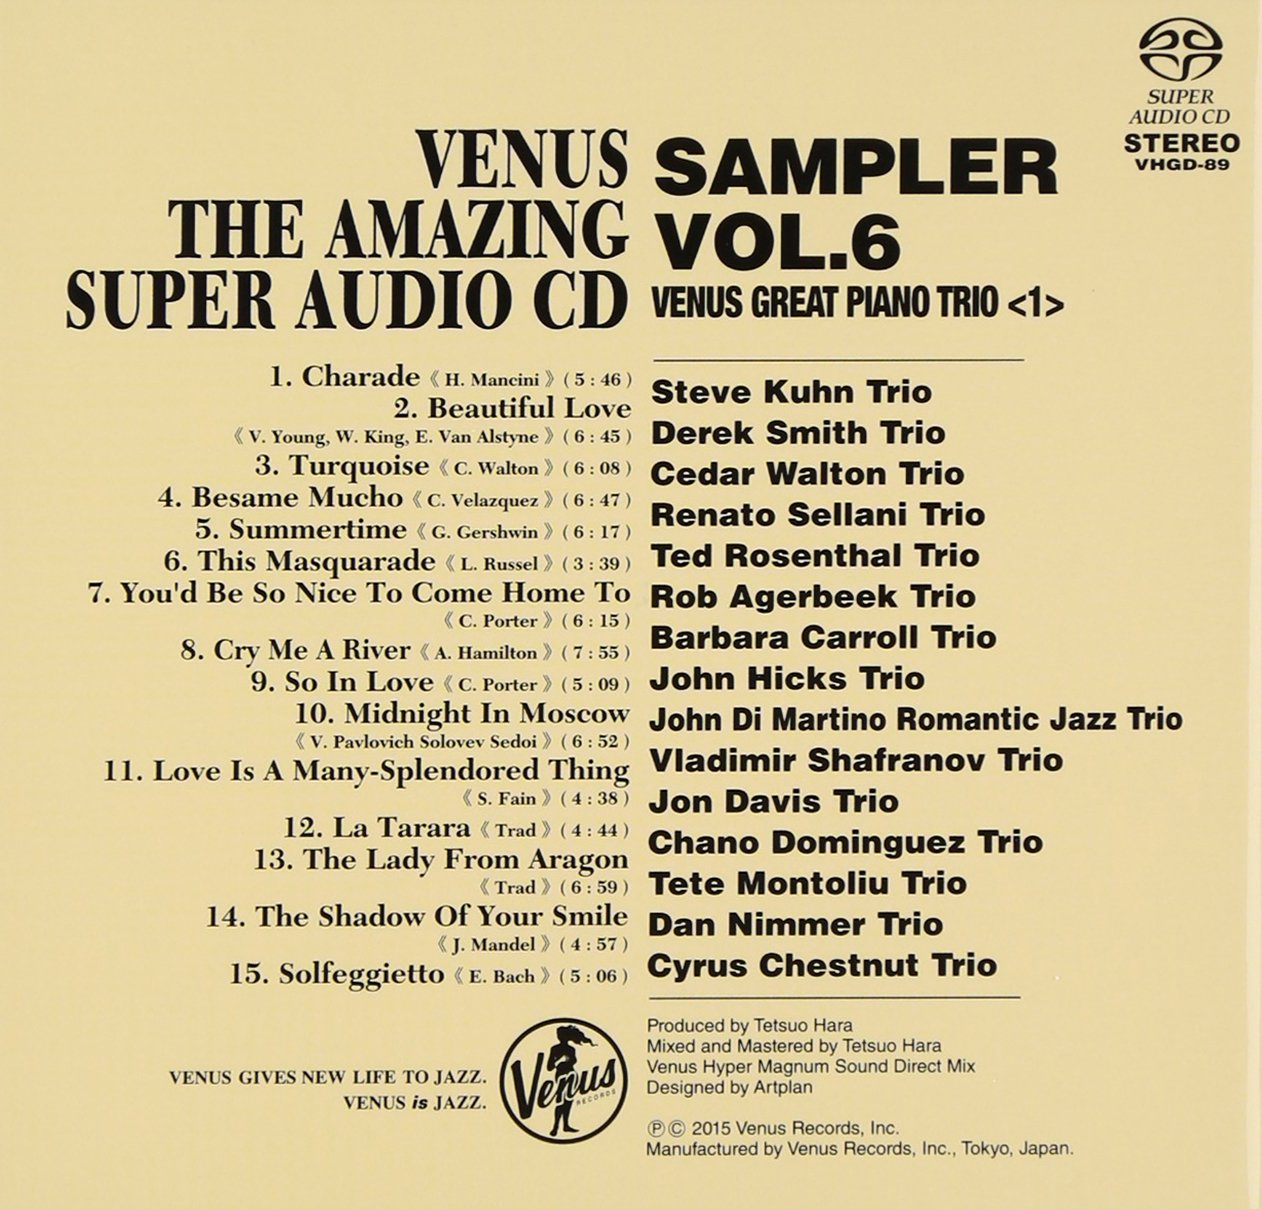 SUPER
AUDIO CD
STEREO
VHGD-89
VENUS
THE AMAZING
SUPER AUDIO CD
SAMPLER
VOL.6
VENUS GREAT PIANO TRIO <1>
1. Charade 《 H. Mancini 》 ( 5 : 46 )
2. Beautiful Love
《 V. Young, W. King, E. Van Alstyne 》 ( 6 : 45 )
3. Turquoise 《 C. Walton 》 ( 6 : 08 )
4. Besame Mucho 《 C. Velazquez 》 ( 6 : 47 )
5. Summertime 《 G. Gershwin 》 ( 6 : 17 )
6. This Masquarade 《 L. Russel 》 ( 3 : 39 )
7. You'd Be So Nice To Come Home To
《 C. Porter 》 ( 6 : 15 )
8. Cry Me A River 《 A. Hamilton 》 ( 7 : 55 )
9. So In Love 《 C. Porter 》 ( 5 : 09 )
10. Midnight In Moscow
《 V. Pavlovich Solovev Sedoi 》 ( 6 : 52 )
11. Love Is A Many-Splendored Thing
《 S. Fain 》 ( 4 : 38 )
12. La Tarara 《 Trad 》 ( 4 : 44 )
13. The Lady From Aragon
《 Trad 》 ( 6 : 59 )
14. The Shadow Of Your Smile
《 J. Mandel 》 ( 4 : 57 )
15. Solfeggietto 《 E. Bach 》 ( 5 : 06 )
Steve Kuhn Trio
Derek Smith Trio
Cedar Walton Trio
Renato Sellani Trio
Ted Rosenthal Trio
Rob Agerbeek Trio
Barbara Carroll Trio
John Hicks Trio
John Di Martino Romantic Jazz Trio
Vladimir Shafranov Trio
Jon Davis Trio
Chano Dominguez Trio
Tete Montoliu Trio
Dan Nimmer Trio
Cyrus Chestnut Trio
VENUS GIVES NEW LIFE TO JAZZ.
VENUS is JAZZ.
Venus
RECORDS
Produced by Tetsuo Hara
Mixed and Mastered by Tetsuo Hara
Venus Hyper Magnum Sound Direct Mix
Designed by Artplan
℗© 2015 Venus Records, Inc.
Manufactured by Venus Records, Inc., Tokyo, Japan.